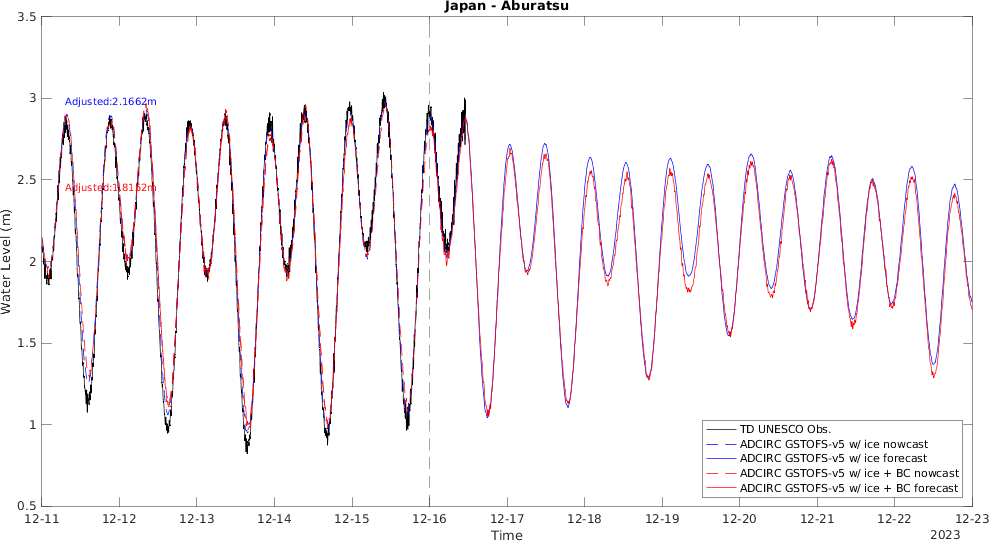 Japan - Aburatsu
3.5
3
2.5
2
1.5
1
0.5
Water Level (m)
Adjusted:2.1662m
Adjusted:1.8152m
TD UNESCO Obs.
ADCIRC GSTOFS-v5 w/ ice nowcast
ADCIRC GSTOFS-v5 w/ ice forecast
ADCIRC GSTOFS-v5 w/ ice + BC nowcast
ADCIRC GSTOFS-v5 w/ ice + BC forecast
12-11 12-12 12-13 12-14 12-15 12-16 12-17 12-18 12-19 12-20 12-21 12-22 12-23
Time
2023